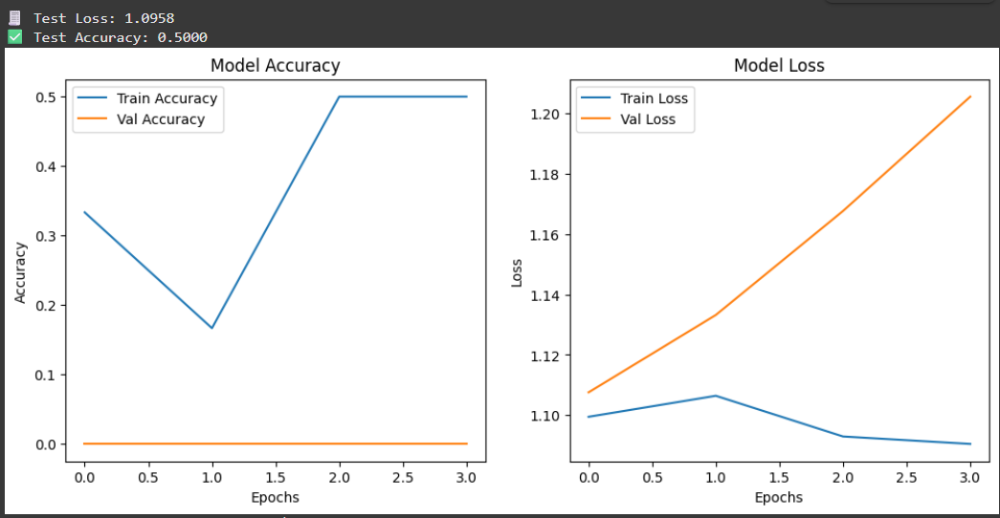 🧾 Test Loss: 1.0958
✅ Test Accuracy: 0.5000
Model Accuracy
Train Accuracy
Val Accuracy
Accuracy
0.5
0.4
0.3
0.2
0.1
0.0
0.0 0.5 1.0 1.5 2.0 2.5 3.0
Epochs
Model Loss
Train Loss
Val Loss
Loss
1.20
1.18
1.16
1.14
1.12
1.10
0.0 0.5 1.0 1.5 2.0 2.5 3.0
Epochs